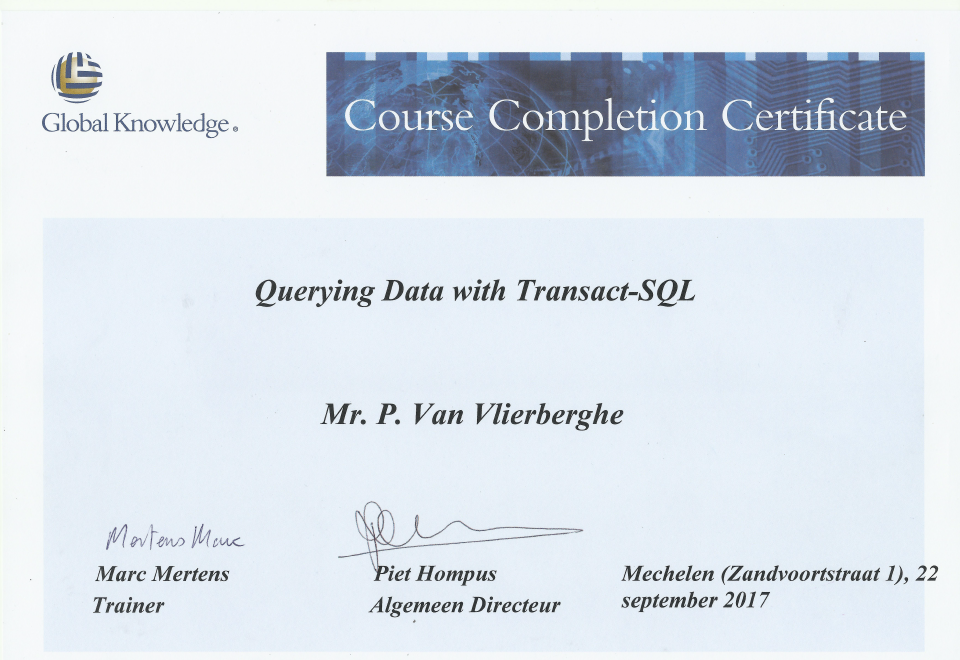 Global Knowledge.
Course Completion Certificate
Querying Data with Transact-SQL
Mr. P. Van Vlierberghe
Mertens Marc
Marc Mertens
Trainer
Piet Hompus
Algemeen Directeur
Mechelen (Zandvoortstraat 1), 22
september 2017